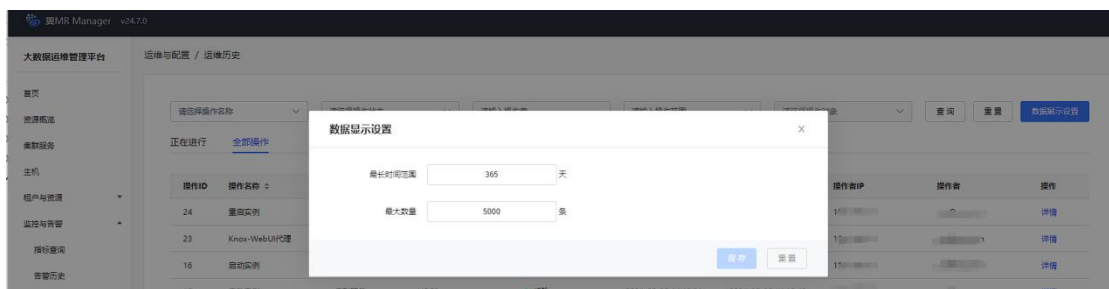 翼MR Manager v24.7.0
大数据运维管理平台
运维与配置 / 运维历史
首页
资源概览
集群服务
主机
租户与资源
监控与告警
指标查询
告警历史
请选择操作名称
查询
重置
数据展示设置
正在进行 全部操作
数据显示设置
最长时间范围 365 天
最大数量 5000 条
保存 重置
操作ID 操作名称 操作者IP 操作者 操作
24 重启实例 详情
23 Knox-WebUI代理 详情
16 启动实例 详情